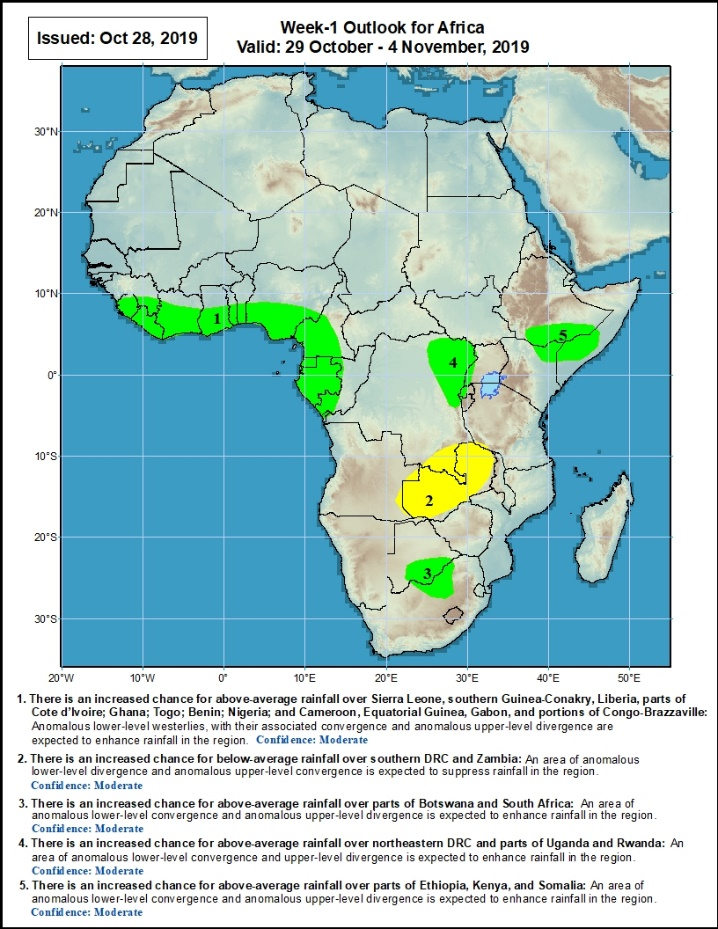 Issued: Oct 28, 2019
Week-1 Outlook for Africa
Valid: 29 October - 4 November, 2019
30°N
20°N
10°N
0°
10°S
20°S
30°S
1
5
4
2
3
20°W
10°W
0°
10°E
20°E
30°E
40°E
50°E
1. There is an increased chance for above-average rainfall over Sierra Leone, southern Guinea-Conakry, Liberia, parts of
Cote d'Ivoire; Ghana; Togo; Benin; Nigeria; and Cameroon, Equatorial Guinea, Gabon, and portions of Congo-Brazzaville:
Anomalous lower-level westerlies, with their associated convergence and anomalous upper-level divergence are
expected to enhance rainfall in the region. Confidence: Moderate
2. There is an increased chance for below-average rainfall over southern DRC and Zambia: An area of anomalous
lower-level divergence and anomalous upper-level convergence is expected to suppress rainfall in the region.
Confidence: Moderate
3. There is an increased chance for above-average rainfall over parts of Botswana and South Africa: An area of
anomalous lower-level convergence and anomalous upper-level divergence is expected to enhance rainfall in the region.
Confidence: Moderate
4. There is an increased chance for above-average rainfall over northeastern DRC and parts of Uganda and Rwanda: An
area of anomalous lower-level convergence and upper-level divergence is expected to enhance rainfall in the region.
Confidence: Moderate
5. There is an increased chance for above-average rainfall over parts of Ethiopia, Kenya, and Somalia: An area of
anomalous lower-level convergence and anomalous upper-level divergence is expected to enhance rainfall in the region.
Confidence: Moderate